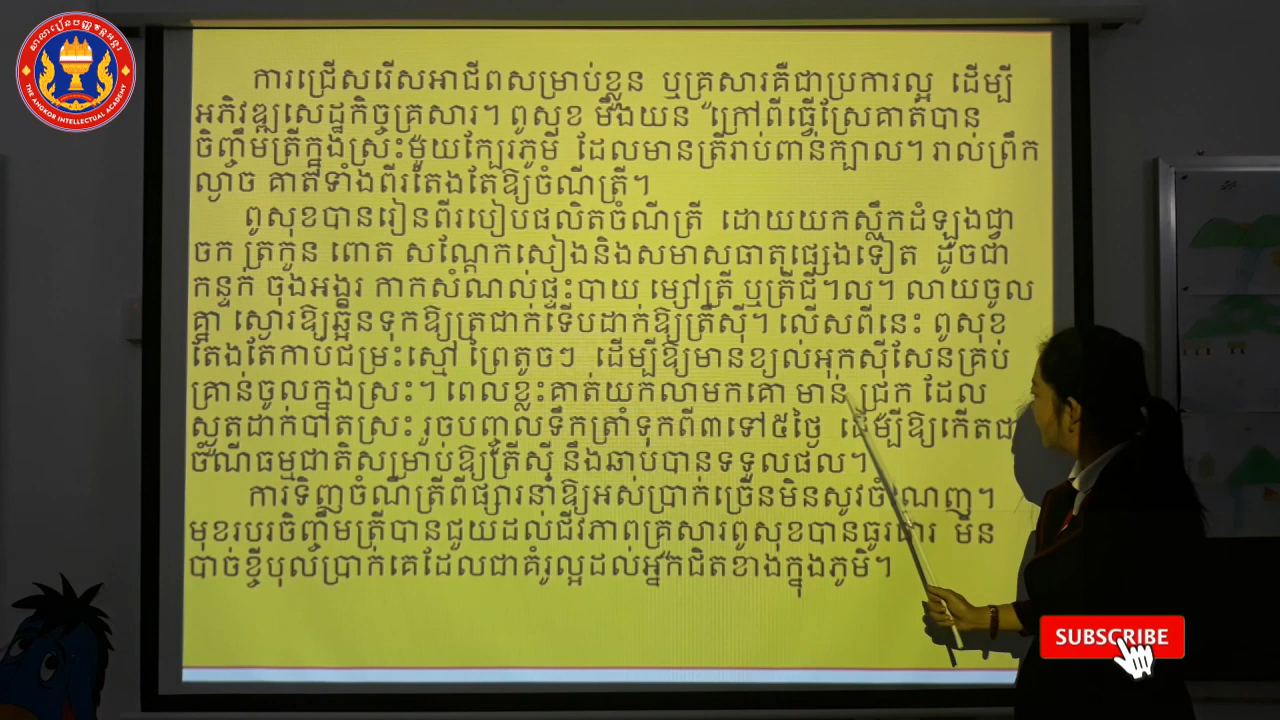 សាលារៀនបញ្ញវន្តអង្គរ
THE ANGKOR INTELLECTUAL ACADEMY
ការជ្រើសរើសអាជីពសម្រាប់ខ្លួន ឬគ្រួសារគឺជាប្រការល្អ ដើម្បី
អភិវឌ្ឍសេដ្ឋកិច្ចគ្រួសារ។ ពូសុខ មីងយន ក្រៅពីធ្វើស្រែគាត់បាន
ចិញ្ចឹមត្រីក្នុងស្រះមួយក្បែរភូមិ ដែលមានត្រីរាប់ពាន់ក្បាល។ រាល់ព្រឹក
ល្ងាច គាត់ទាំងពីរតែងតែឱ្យចំណីត្រី។
ពូសុខបានរៀនពីរបៀបផលិតចំណីត្រី ដោយយកស្លឹកដំឡូងជ្វា
ចក ត្រកួន ពោត សណ្ដែកសៀងនិងសមាសធាតុផ្សេងទៀត ដូចជា
កន្ទក់ ចុងអង្ករ កាកសំណល់ផ្ទះបាយ ម្សៅត្រី ឬត្រីជី។ល។ លាយចូល
គ្នា ស្ងោរឱ្យឆ្អិនទុកឱ្យត្រជាក់ទើបដាក់ឱ្យត្រីស៊ី។ លើសពីនេះ ពូសុខ
តែងតែកាប់ជម្រះស្មៅ ព្រៃតូចៗ ដើម្បីឱ្យមានខ្យល់អុកស៊ីសែនគ្រប់
គ្រាន់ចូលក្នុងស្រះ។ ពេលខ្លះគាត់យកលាមកគោ មាន់ ជ្រូក ដែល
ស្ងួតដាក់បាតស្រះ រួចបញ្ចូលទឹកត្រាំទុកពី៣ទៅ៥ថ្ងៃ ដើម្បីឱ្យកើតជា
ចំណីធម្មជាតិសម្រាប់ឱ្យត្រីស៊ី នឹងឆាប់បានទទួលផល។
ការទិញចំណីត្រីពីផ្សារនាំឱ្យអស់ប្រាក់ច្រើនមិនសូវចំណេញ។
មុខរបរចិញ្ចឹមត្រីបានជួយដល់ជីវភាពគ្រួសារពូសុខបានធូរធារ មិន
បាច់ខ្ចីបុលប្រាក់គេដែលជាគំរូល្អដល់អ្នកជិតខាងក្នុងភូមិ។
SUBSCRIBE